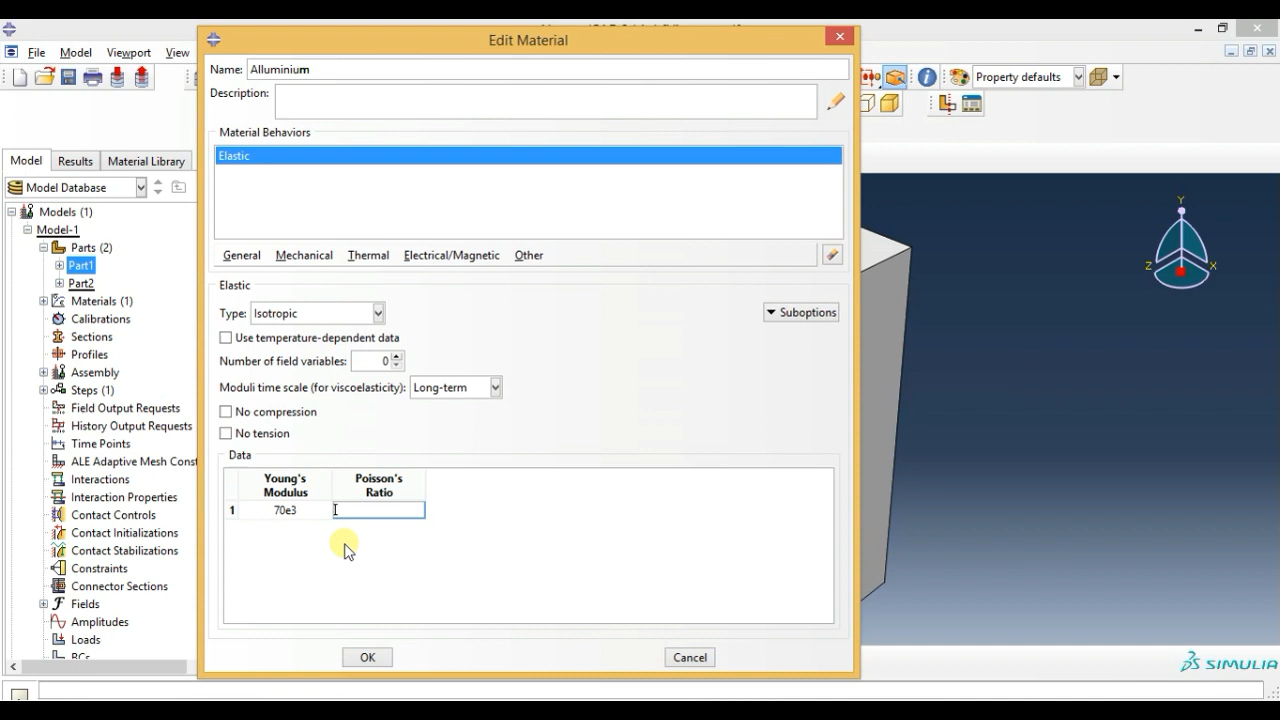 Edit Material
File Model Viewport View
Name: Alluminium
Description:
Property defaults
Material Behaviors
Elastic
Model Results Material Library
Model Database
General Mechanical Thermal Electrical/Magnetic Other
Models (1)
Model-1
Parts (2)
Part1
Part2
Materials (1)
Calibrations
Sections
Profiles
Assembly
Steps (1)
Field Output Requests
History Output Requests
Time Points
ALE Adaptive Mesh Const
Interactions
Interaction Properties
Contact Controls
Contact Initializations
Contact Stabilizations
Constraints
Connector Sections
Fields
Amplitudes
Loads
BCs
Elastic
Type: Isotropic
Suboptions
Use temperature-dependent data
Number of field variables: 0
Moduli time scale (for viscoelasticity): Long-term
No compression
No tension
Data
Young's Modulus
Poisson's Ratio
1 70e3
OK Cancel
Y
Z X
SIMULIA